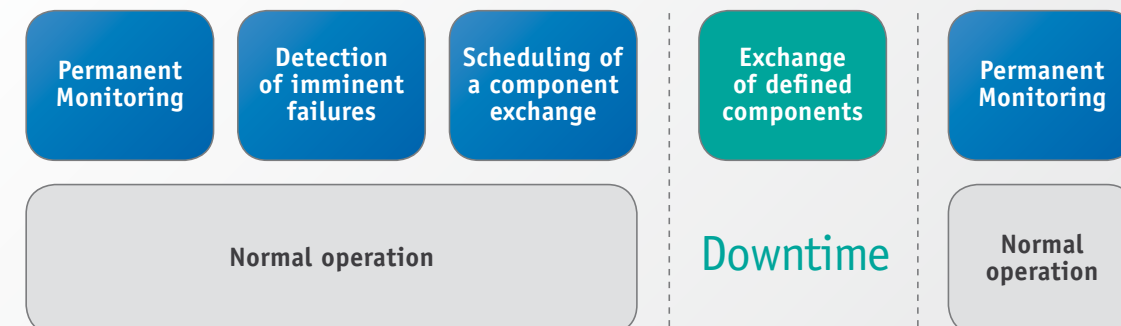 Permanent
Monitoring
Detection
of imminent
failures
Scheduling of
a component
exchange
Exchange
of defined
components
Permanent
Monitoring
Normal operation
Downtime
Normal
operation